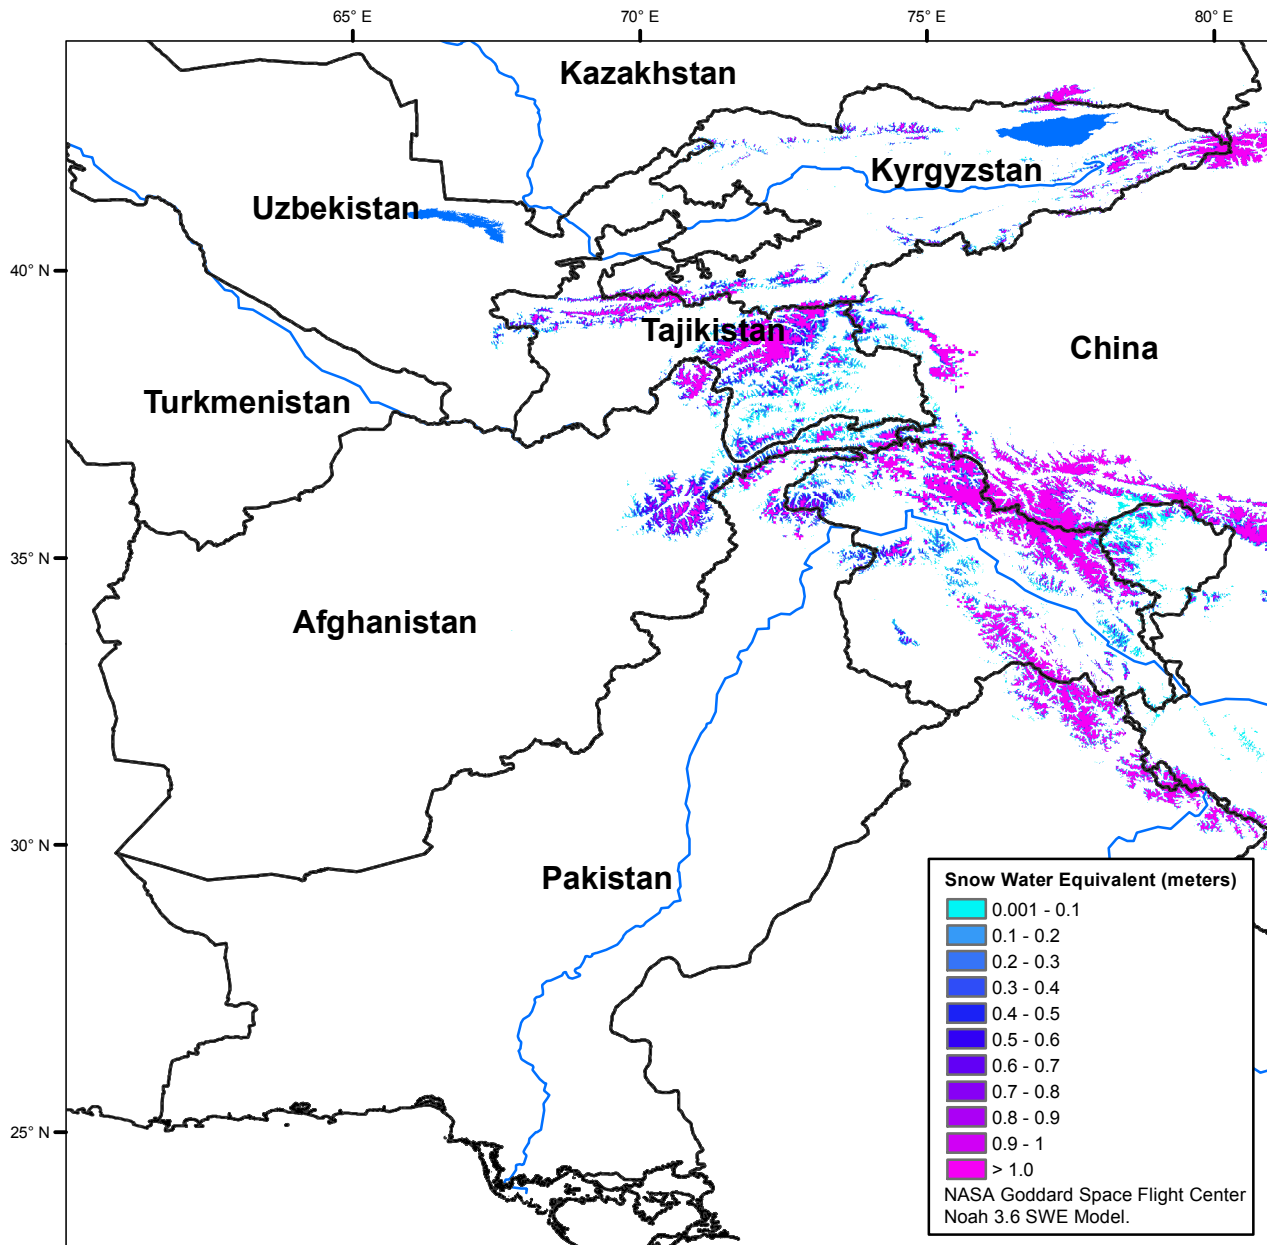 65° E
70° E
75° E
80° E
Kazakhstan
Kyrgyzstan
Uzbekistan
40° N
Tajikistan
China
Turkmenistan
35° N
Afghanistan
30° N
Pakistan
25° N
Snow Water Equivalent (meters)
0.001 - 0.1
0.1 - 0.2
0.2 - 0.3
0.3 - 0.4
0.4 - 0.5
0.5 - 0.6
0.6 - 0.7
0.7 - 0.8
0.8 - 0.9
0.9 - 1
> 1.0
NASA Goddard Space Flight Center
Noah 3.6 SWE Model.